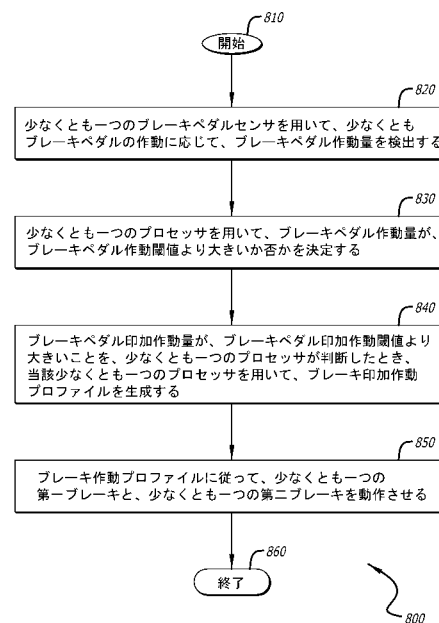 810
開始
820
少なくとも一つのブレーキペダルセンサを用いて、少なくとも
ブレーキペダルの作動に応じて、ブレーキペダル作動量を検出する
830
少なくとも一つのプロセッサを用いて、ブレーキペダル作動量が、
ブレーキペダル作動閾値より大きいか否かを決定する
840
ブレーキペダル印加作動量が、ブレーキペダル印加作動閾値より
大きいことを、少なくとも一つのプロセッサが判断したとき、
当該少なくとも一つのプロセッサを用いて、ブレーキ印加作動
プロファイルを生成する
850
ブレーキ作動プロファイルに従って、少なくとも一つの
第一ブレーキと、少なくとも一つの第二ブレーキを動作させる
860
終了
800